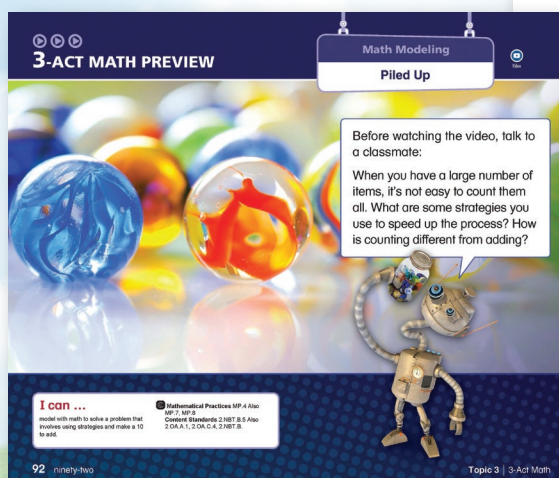 3-ACT MATH PREVIEW
Math Modeling
Piled Up
Video
Before watching the video, talk to
a classmate:
When you have a large number of
items, it's not easy to count them
all. What are some strategies you
use to speed up the process? How
is counting different from adding?
I can ...
model with math to solve a problem that
involves using strategies and make a 10
to add.
Mathematical Practices MP.4 Also
MP.7, MP.8
Content Standards 2.NBT.B.5 Also
2.OA.A.1, 2.OA.C.4, 2.NBT.B.
92 ninety-two
Topic 3 | 3-Act Math